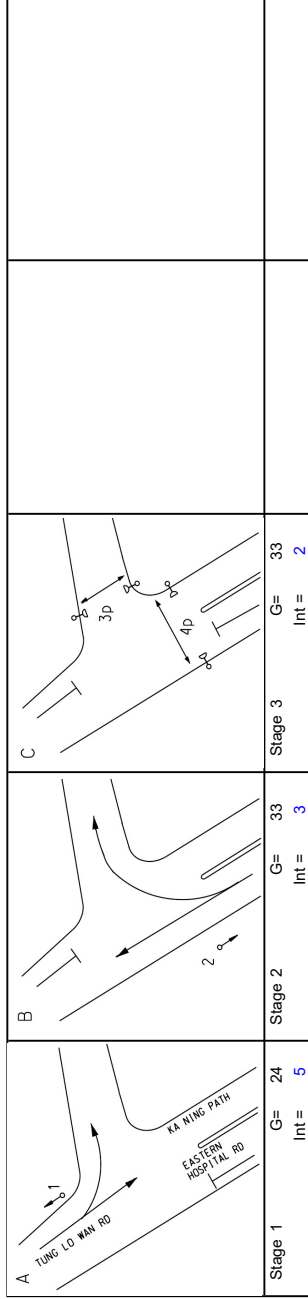 A
1
TUNG LO WAN RD
KA NING PATH
EASTERN
HOSPITAL RD
Stage 1 G= 24
Int = 5
B
2
Stage 2 G= 33
Int = 3
C
3p
4p
Stage 3 G= 33
Int = 2